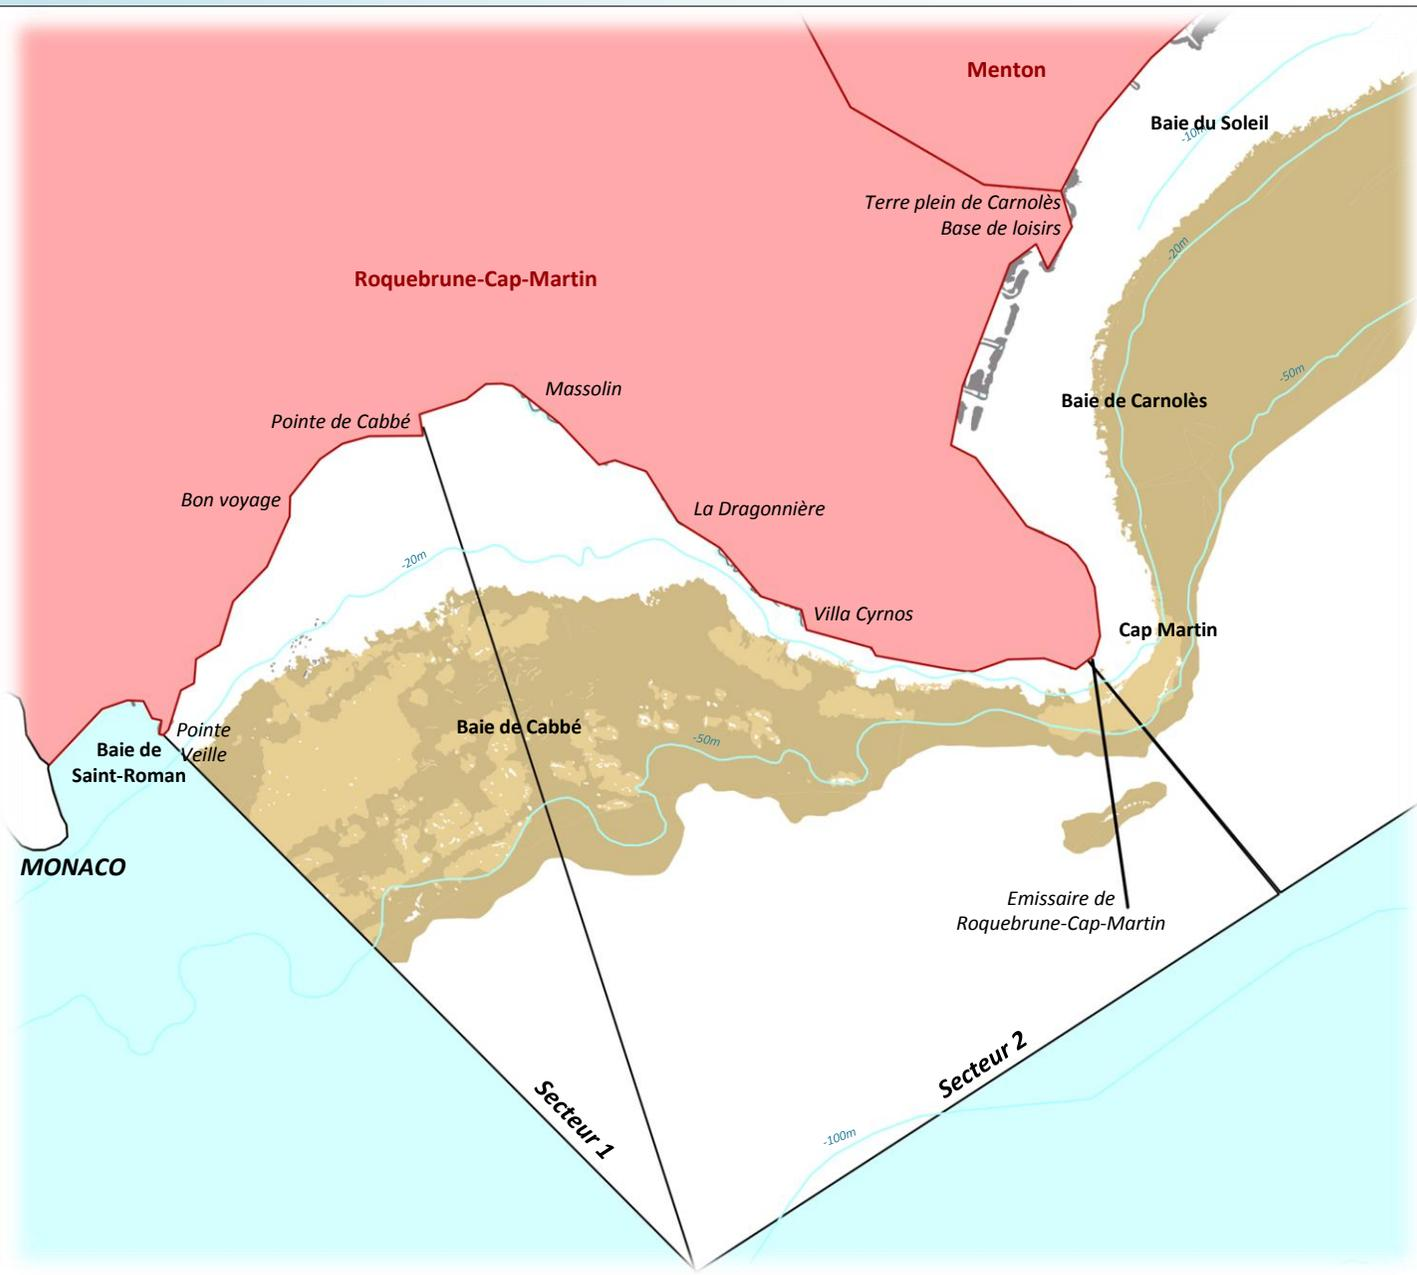 Menton
Baie du Soleil
-10m
Terre plein de Carnolès
Base de loisirs
-20m
Roquebrune-Cap-Martin
-50m
Massolin
Baie de Carnolès
Pointe de Cabbé
Bon voyage
La Dragonnière
-20m
Villa Cyrnos
Cap Martin
Pointe
Veille
Baie de Cabbé
-50m
Baie de
Saint-Roman
MONACO
Emissaire de
Roquebrune-Cap-Martin
Secteur 2
Secteur 1
-100m